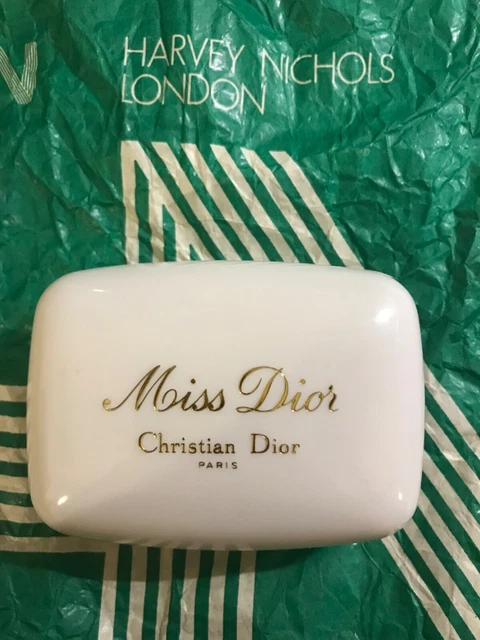 HARVEY NICHOLS
LONDON
Miss Dior
Christian Dior
PARIS